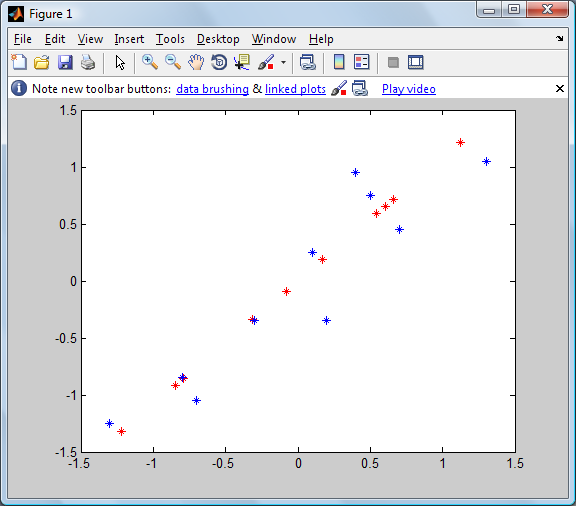 Figure 1
File Edit View Insert Tools Desktop Window Help
Note new toolbar buttons: data brushing & linked plots Play video
1.5
1
0.5
0
-0.5
-1
-1.5
-1.5 -1 -0.5 0 0.5 1 1.5